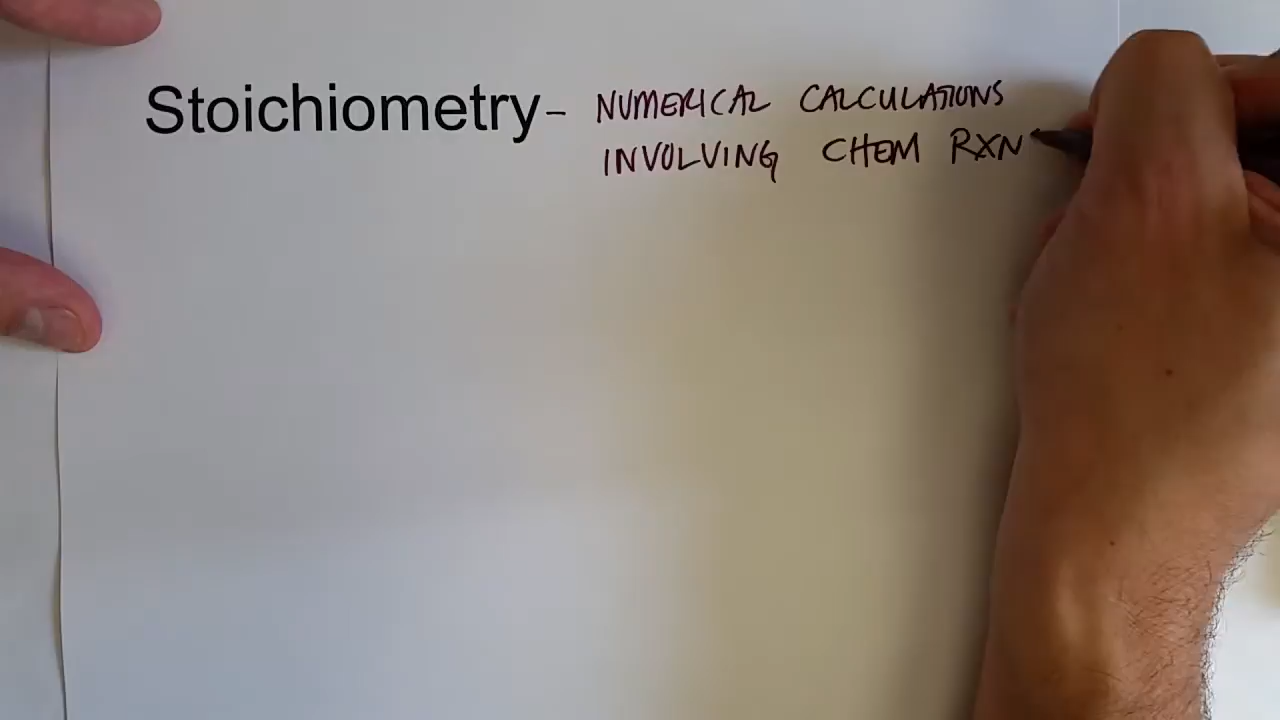 Stoichiometry – NUMERICAL CALCULATIONS
INVOLVING CHEM RXN